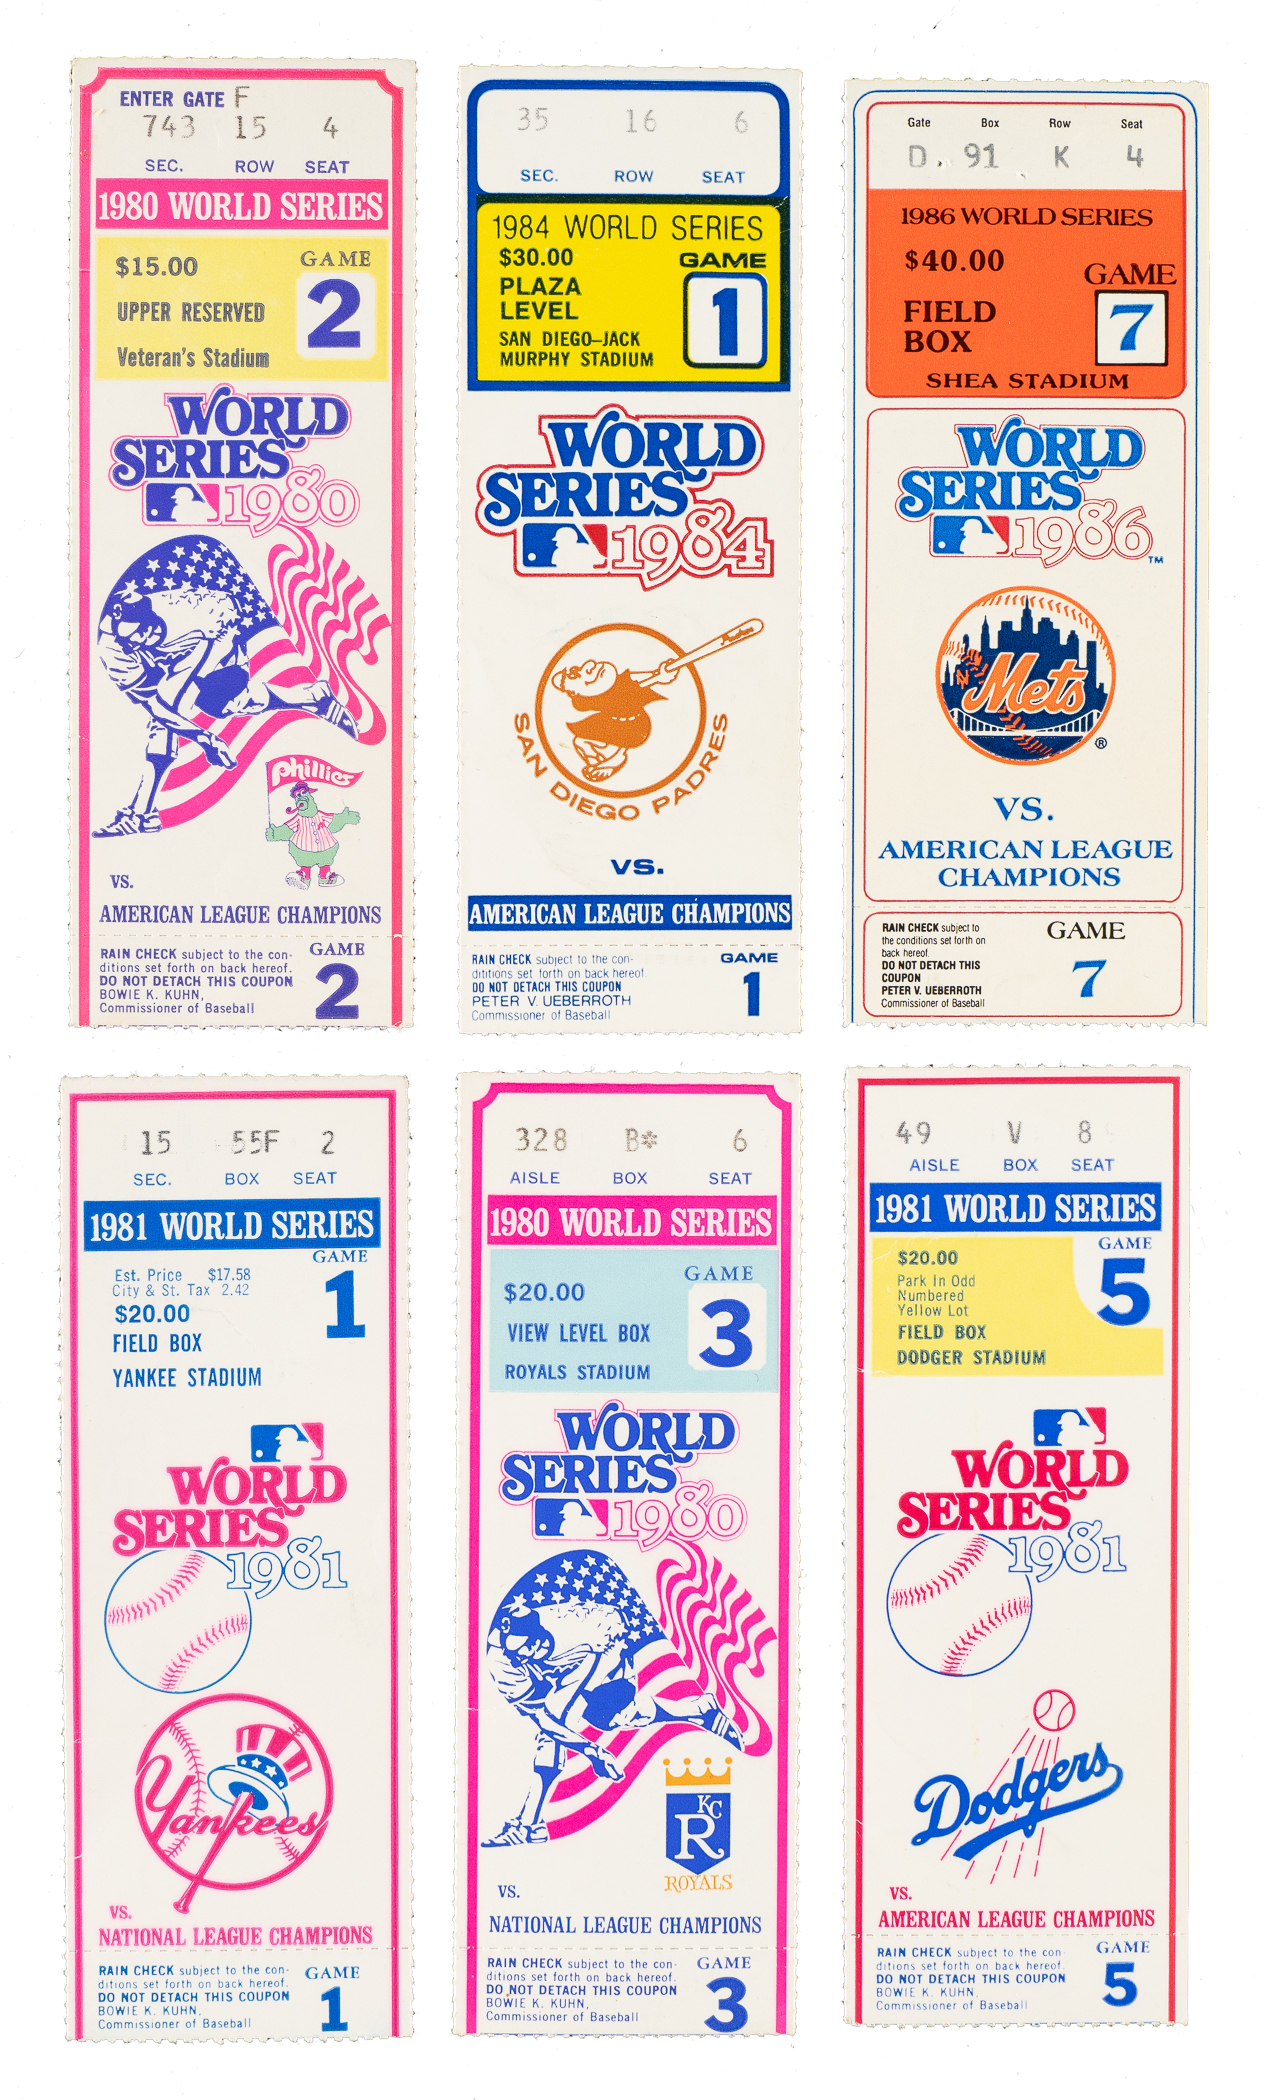 ENTER GATE F
743 15 4
SEC. ROW SEAT
1980 WORLD SERIES
$15.00
GAME
2
UPPER RESERVED
Veteran's Stadium
WORLD
SERIES
1980
Phillies
VS.
AMERICAN LEAGUE CHAMPIONS
RAIN CHECK subject to the con-
ditions set forth on back hereof.
DO NOT DETACH THIS COUPON
BOWIE K. KUHN,
Commissioner of Baseball
GAME
2
35 16 6
SEC. ROW SEAT
1984 WORLD SERIES
$30.00
GAME
1
PLAZA
LEVEL
SAN DIEGO-JACK
MURPHY STADIUM
WORLD
SERIES
1984
Padres
SAN DIEGO PADRES
VS.
AMERICAN LEAGUE CHAMPIONS
RAIN CHECK subject to the con-
ditions set forth on back hereof.
DO NOT DETACH THIS COUPON
PETER V. UEBERROTH
Commissioner of Baseball
GAME
1
Gate Box Row Seat
D. 91 K 4
1986 WORLD SERIES
$40.00
GAME
7
FIELD
BOX
SHEA STADIUM
WORLD
SERIES
1986
TM
NY
Mets
®
VS.
AMERICAN LEAGUE
CHAMPIONS
RAIN CHECK subject to
the conditions set forth on
back hereof.
DO NOT DETACH THIS
COUPON
PETER V. UEBERROTH
Commissioner of Baseball
GAME
7
15 55F 2
SEC. BOX SEAT
1981 WORLD SERIES
GAME
1
Est. Price $17.58
City & St. Tax 2.42
$20.00
FIELD BOX
YANKEE STADIUM
WORLD
SERIES
1981
Yankees
VS.
NATIONAL LEAGUE CHAMPIONS
RAIN CHECK subject to the con-
ditions set forth on back hereof.
DO NOT DETACH THIS COUPON
BOWIE K. KUHN,
Commissioner of Baseball
GAME
1
328 B* 6
AISLE BOX SEAT
1980 WORLD SERIES
$20.00
GAME
3
VIEW LEVEL BOX
ROYALS STADIUM
WORLD
SERIES
1980
KC
R
ROYALS
VS.
NATIONAL LEAGUE CHAMPIONS
RAIN CHECK subject to the con-
ditions set forth on back hereof.
DO NOT DETACH THIS COUPON
BOWIE K. KUHN,
Commissioner of Baseball
GAME
3
49 V 8
AISLE BOX SEAT
1981 WORLD SERIES
$20.00
GAME
5
Park In Odd
Numbered
Yellow Lot
FIELD BOX
DODGER STADIUM
WORLD
SERIES
1981
Dodgers
VS.
AMERICAN LEAGUE CHAMPIONS
RAIN CHECK subject to the con-
ditions set forth on back hereof.
DO NOT DETACH THIS COUPON
BOWIE K. KUHN,
Commissioner of Baseball
GAME
5